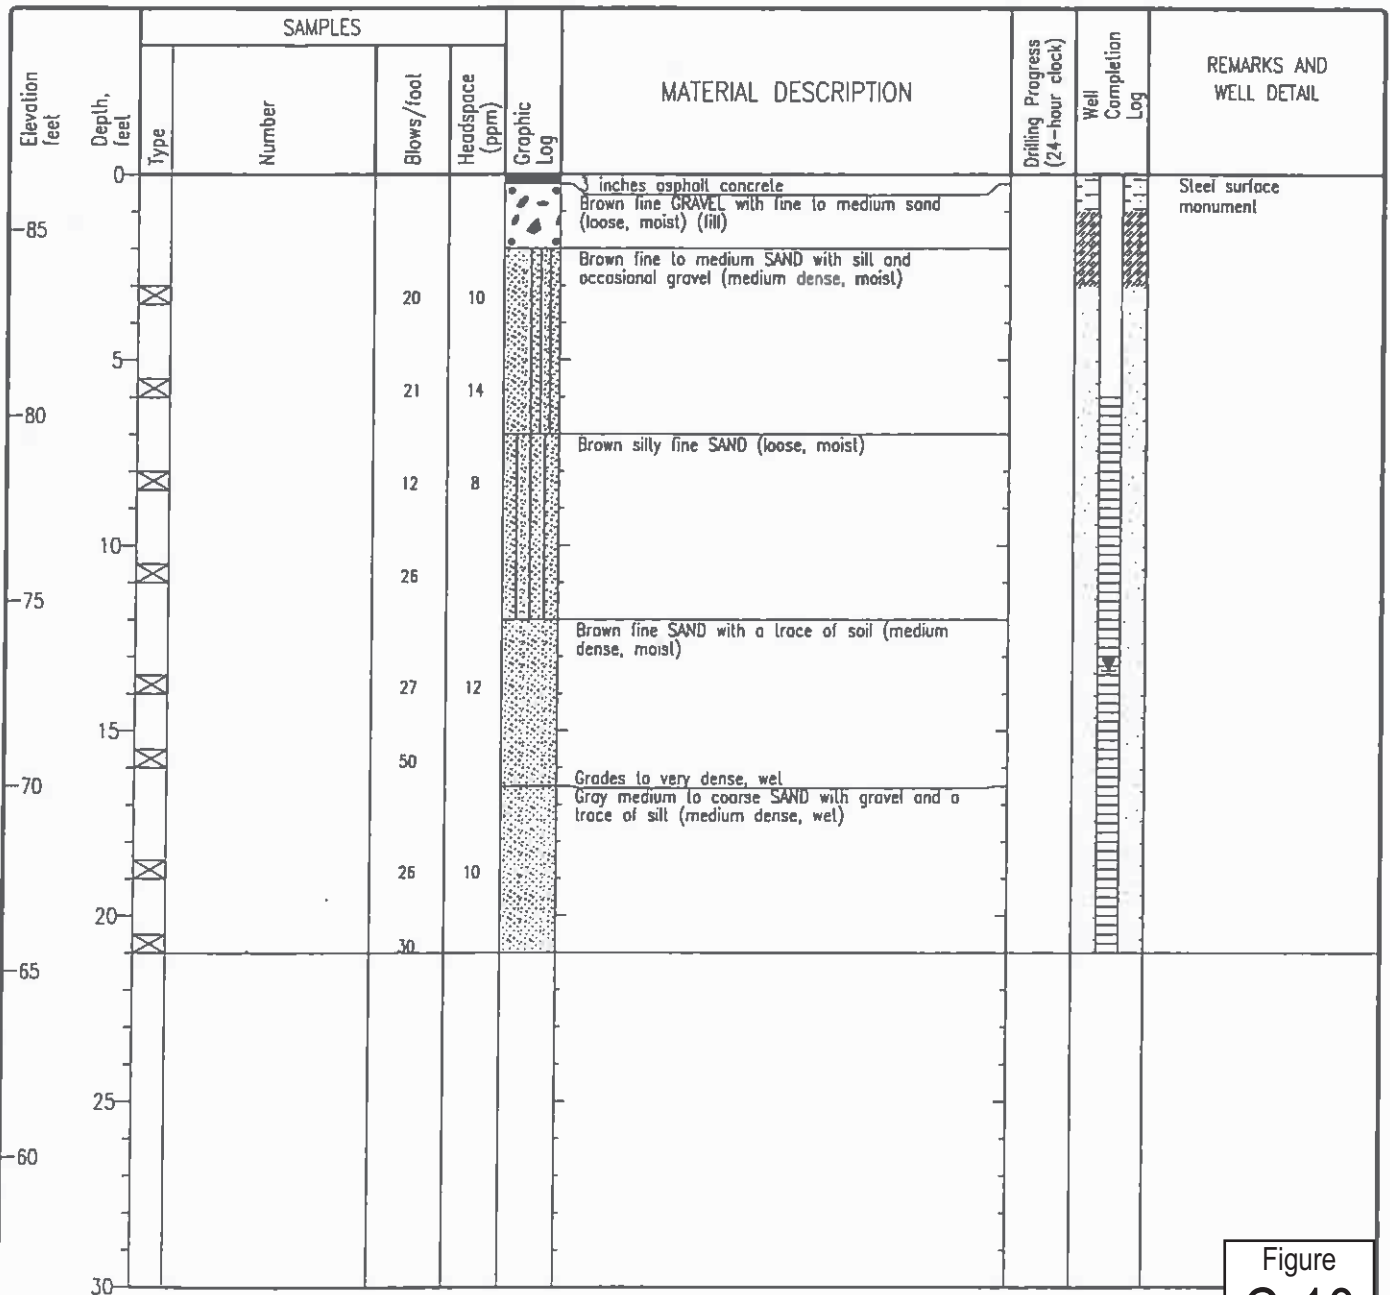 SAMPLES
Elevation
feet
Depth,
feet
Type
Number
Blows/foot
Headspace
(ppm)
Graphic
Log
MATERIAL DESCRIPTION
Drilling Progress
(24-hour clock)
Well
Completion
Log
REMARKS AND
WELL DETAIL
0
3 inches asphalt concrete
Brown fine GRAVEL with fine to medium sand
(loose, moist) (fill)
Steel surface
monument
85
Brown fine to medium SAND with silt and
occasional gravel (medium dense, moist)
20 10
5
21 14
80
Brown silty fine SAND (loose, moist)
12 8
10
26
75
Brown fine SAND with a trace of soil (medium
dense, moist)
27 12
15
50
Grades to very dense, wet
70
Gray medium to coarse SAND with gravel and a
trace of silt (medium dense, wet)
26 10
20
30
65
25
60
30
Figure